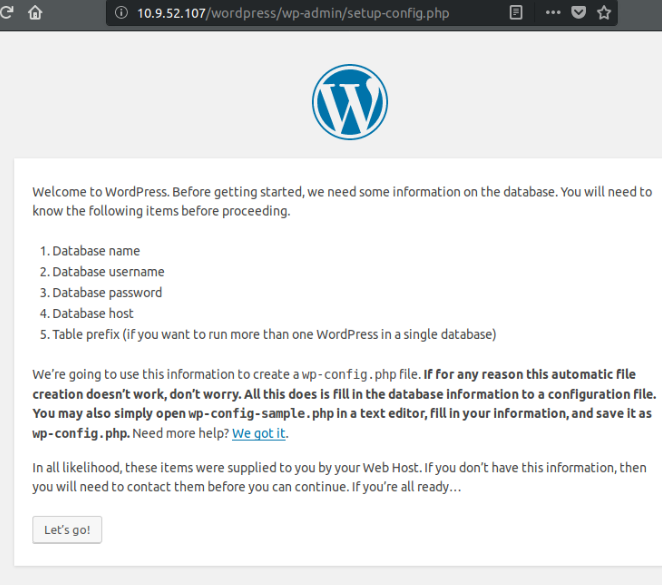 10.9.52.107/wordpress/wp-admin/setup-config.php
W
Welcome to WordPress. Before getting started, we need some information on the database. You will need to
know the following items before proceeding.
1. Database name
2. Database username
3. Database password
4. Database host
5. Table prefix (if you want to run more than one WordPress in a single database)
We’re going to use this information to create a wp-config.php file. If for any reason this automatic file
creation doesn’t work, don’t worry. All this does is fill in the database information to a configuration file.
You may also simply open wp-config-sample.php in a text editor, fill in your information, and save it as
wp-config.php. Need more help? We got it.
In all likelihood, these items were supplied to you by your Web Host. If you don’t have this information, then
you will need to contact them before you can continue. If you’re all ready…
Let’s go!